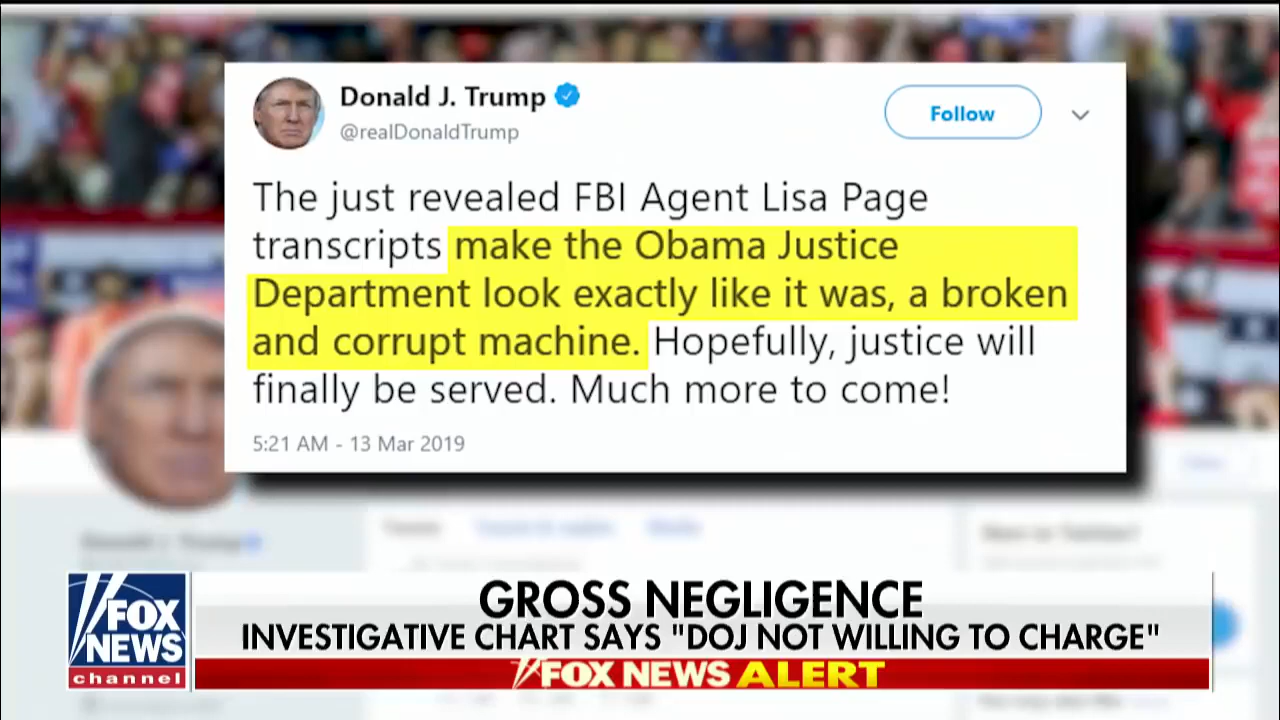 Donald J. Trump
@realDonaldTrump
Follow
The just revealed FBI Agent Lisa Page
transcripts make the Obama Justice
Department look exactly like it was, a broken
and corrupt machine. Hopefully, justice will
finally be served. Much more to come!
5:21 AM - 13 Mar 2019
FOX
NEWS
channel
GROSS NEGLIGENCE
INVESTIGATIVE CHART SAYS "DOJ NOT WILLING TO CHARGE"
FOX NEWS ALERT